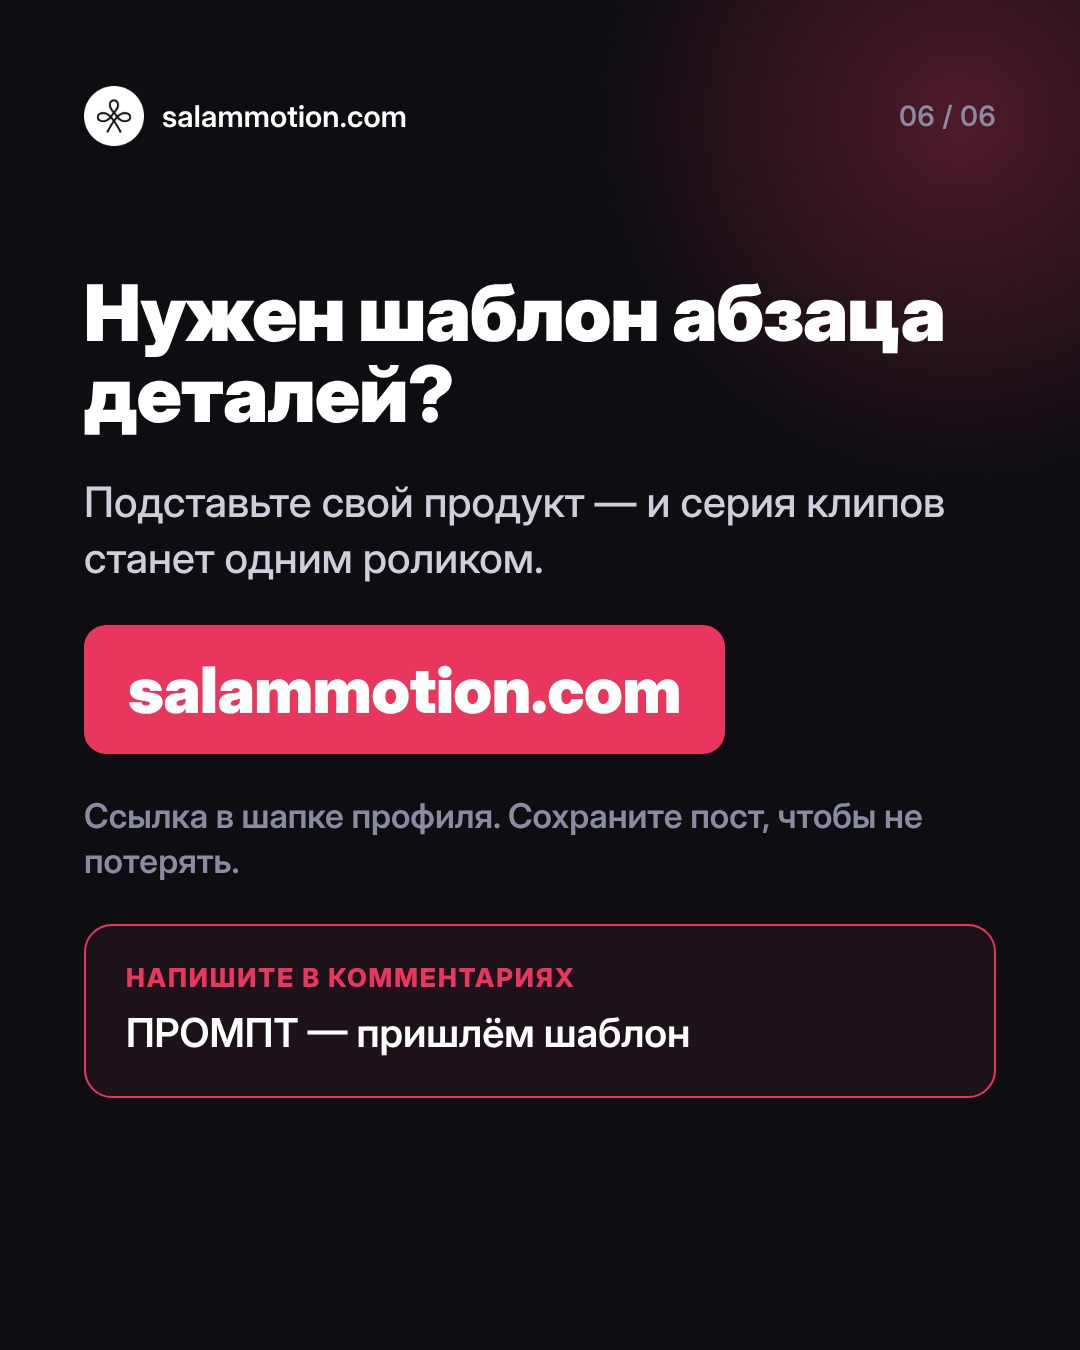 salammotion.com
06 / 06
Нужен шаблон абзаца
деталей?
Подставьте свой продукт — и серия клипов
станет одним роликом.
salammotion.com
Ссылка в шапке профиля. Сохраните пост, чтобы не
потерять.
НАПИШИТЕ В КОММЕНТАРИЯХ
ПРОМПТ — пришлём шаблон